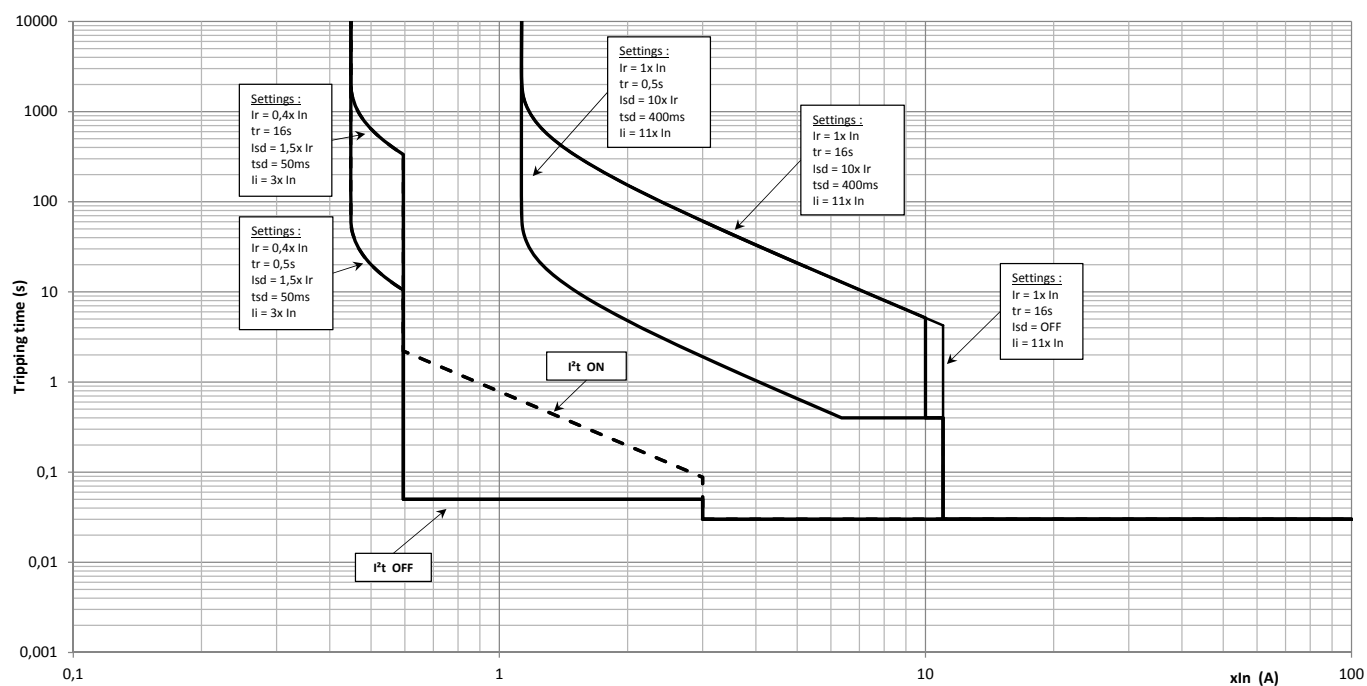 10000
1000
100
10
1
0,1
0,01
0,001
Tripping time (s)
0,1
1
10
100
xIn (A)
Settings :
Ir = 0,4x In
tr = 16s
Isd = 1,5x Ir
tsd = 50ms
Ii = 3x In
Settings :
Ir = 0,4x In
tr = 0,5s
Isd = 1,5x Ir
tsd = 50ms
Ii = 3x In
Settings :
Ir = 1x In
tr = 0,5s
Isd = 10x Ir
tsd = 400ms
Ii = 11x In
Settings :
Ir = 1x In
tr = 16s
Isd = 10x Ir
tsd = 400ms
Ii = 11x In
Settings :
Ir = 1x In
tr = 16s
Isd = OFF
Ii = 11x In
I²t ON
I²t OFF